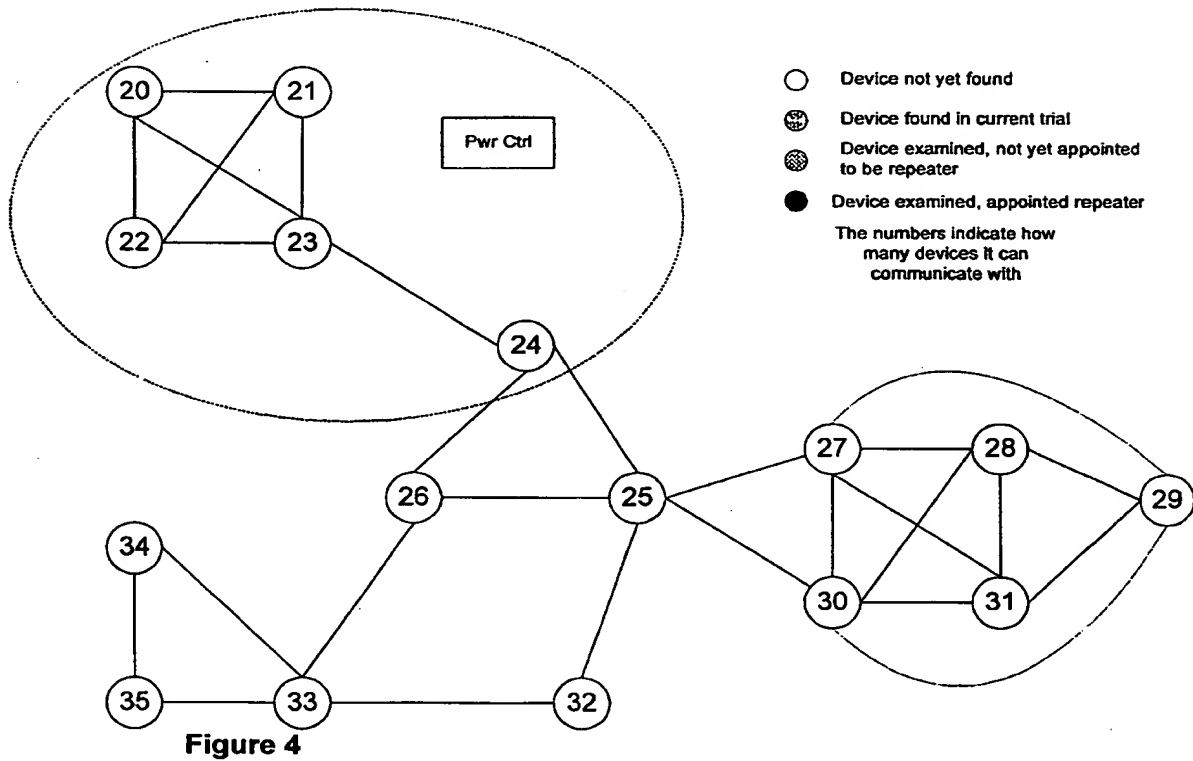 20
21
Pwr Ctrl
22
23
24
Device not yet found
Device found in current trial
Device examined, not yet appointed
to be repeater
Device examined, appointed repeater
The numbers indicate how
many devices it can
communicate with
27
28
26
25
29
34
30
31
35
33
32
Figure 4